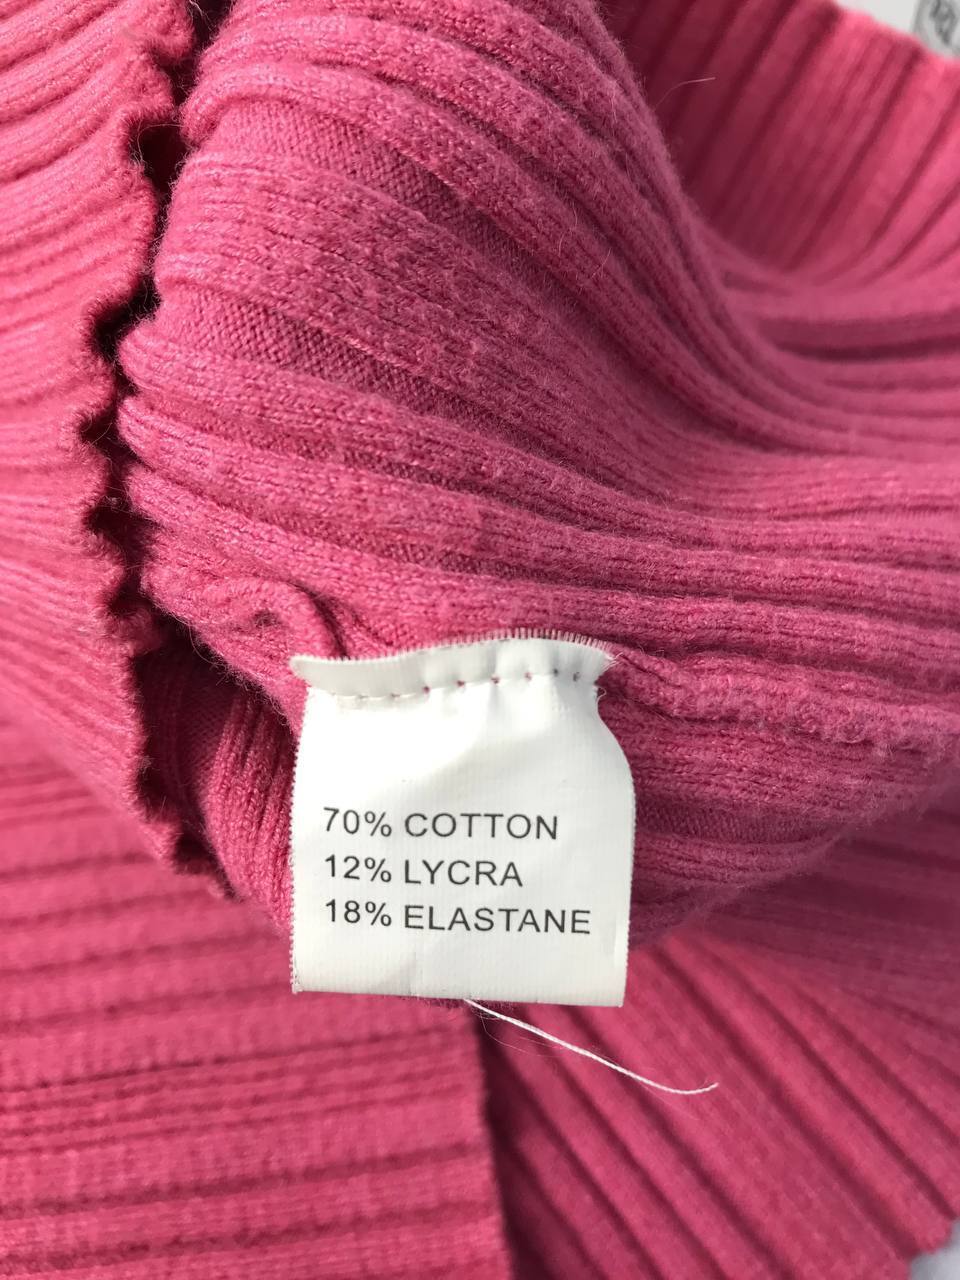 70% COTTON
12% LYCRA
18% ELASTANE